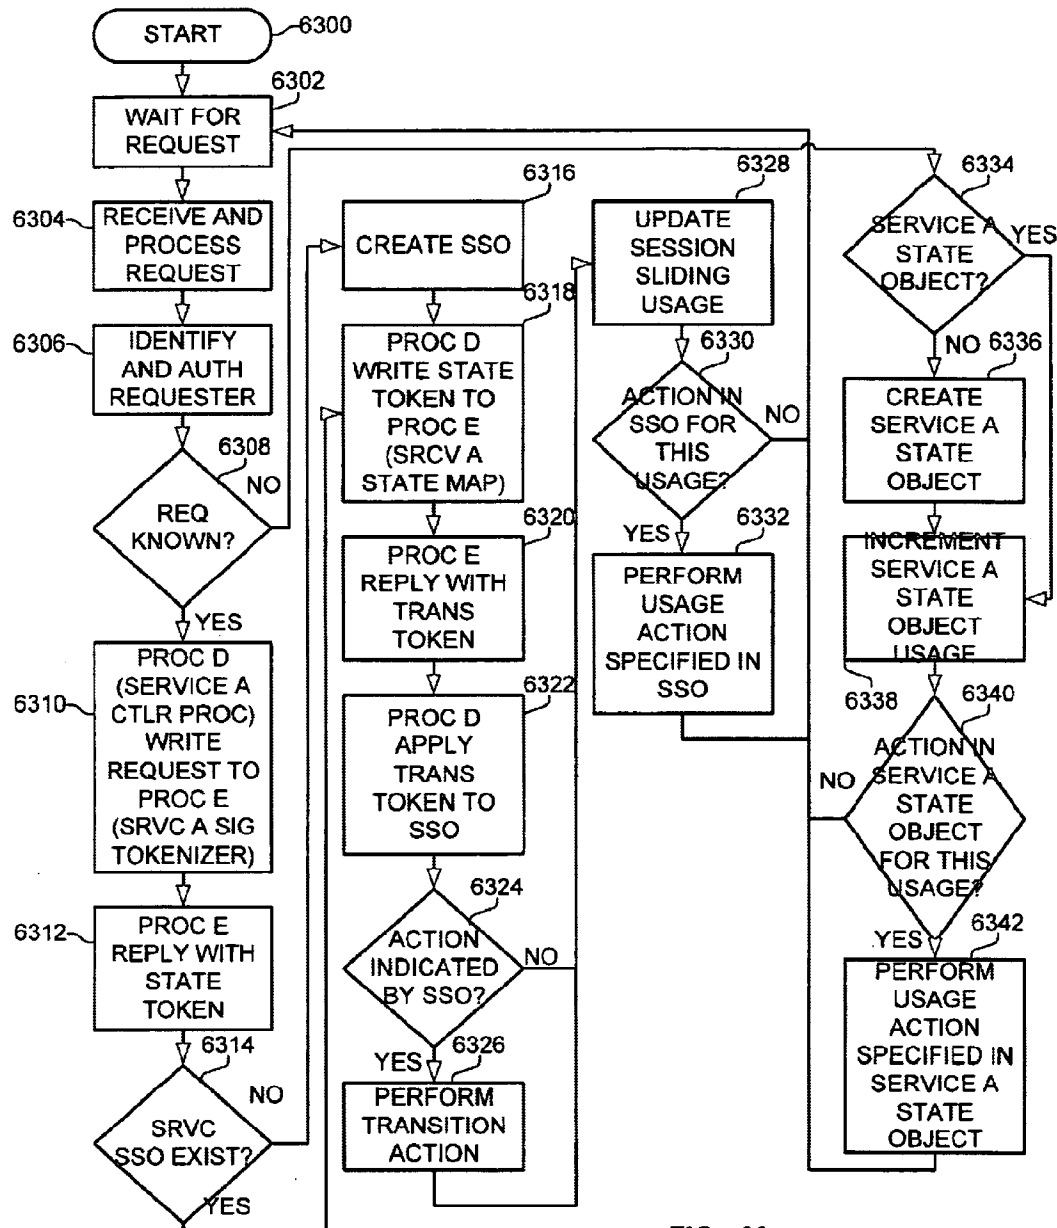 START
6300
6302
WAIT FOR
REQUEST
6304
RECEIVE AND
PROCESS
REQUEST
6306
IDENTIFY
AND AUTH
REQUESTER
6308
NO
REQ
KNOWN?
YES
6310
PROC D
(SERVICE A
CTLR PROC)
WRITE
REQUEST TO
PROC E
(SRVC A SIG
TOKENIZER)
6312
PROC E
REPLY WITH
STATE
TOKEN
6314
NO
SRVC
SSO EXIST?
YES
6316
CREATE SSO
6318
PROC D
WRITE STATE
TOKEN TO
PROC E
(SRCV A
STATE MAP)
6320
PROC E
REPLY WITH
TRANS
TOKEN
6322
PROC D
APPLY
TRANS
TOKEN TO
SSO
6324
ACTION
INDICATED
BY SSO?
NO
YES
6326
PERFORM
TRANSITION
ACTION
6328
UPDATE
SESSION
SLIDING
USAGE
6330
ACTION IN
SSO FOR
THIS
USAGE?
NO
YES
6332
PERFORM
USAGE
ACTION
SPECIFIED IN
SSO
6334
SERVICE A
STATE
OBJECT?
YES
NO
6336
CREATE
SERVICE A
STATE
OBJECT
INCREMENT
SERVICE A
STATE
OBJECT
USAGE
6338
6340
ACTION IN
SERVICE A
STATE
OBJECT
FOR THIS
USAGE?
NO
YES
6342
PERFORM
USAGE
ACTION
SPECIFIED IN
SERVICE A
STATE
OBJECT